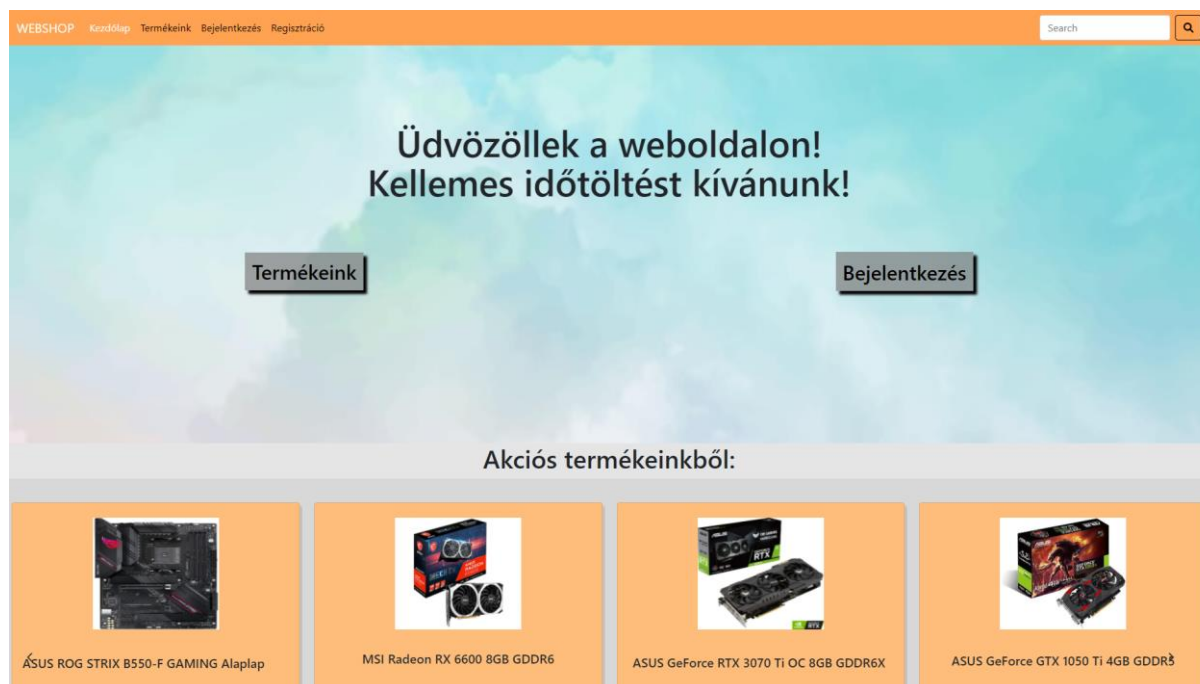 WEBSHOP Kezdőlap Termékeink Bejelentkezés Regisztráció Search
Üdvözöllek a weboldalon!
Kellemes időtöltést kívánunk!
Termékeink Bejelentkezés
Akciós termékeinkből:
ASUS ROG STRIX B550-F GAMING Alaplap
MSI Radeon RX 6600 8GB GDDR6
ASUS GeForce RTX 3070 Ti OC 8GB GDDR6X
ASUS GeForce GTX 1050 Ti 4GB GDDR5